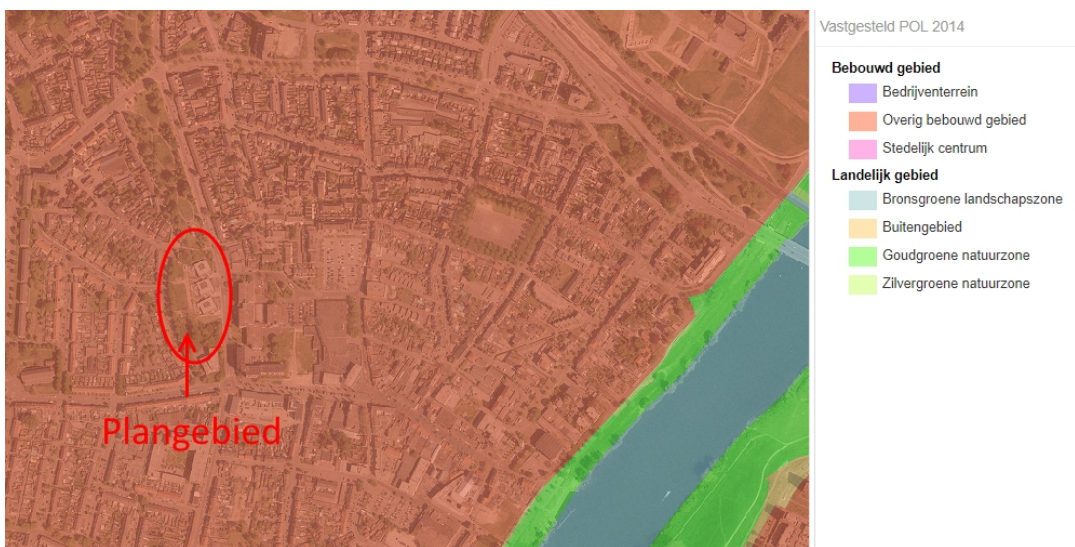 Vastgesteld POL 2014
Bebouwd gebied
Bedrijventerrein
Overig bebouwd gebied
Stedelijk centrum
Landelijk gebied
Bronsgroene landschapszone
Buitengebied
Goudgroene natuurzone
Zilvergroene natuurzone
Plangebied